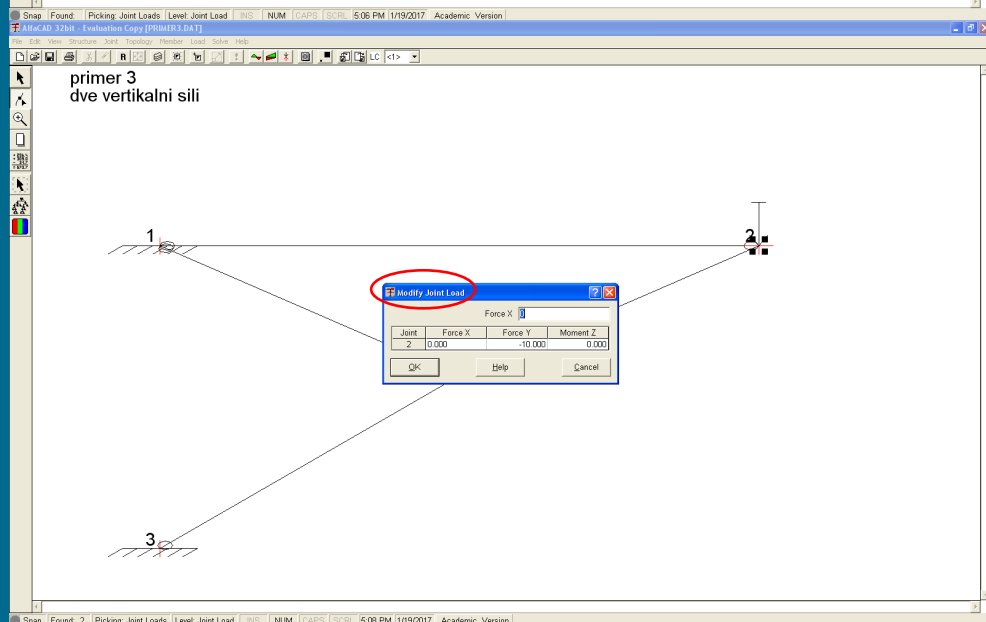 Snap Found: Picking: Joint Loads Level: Joint Load INS NUM CAPS SCRL 5:06 PM 1/19/2017 Academic Version
AlfaCAD 32bit - Evaluation Copy [PRIMER3.DAT]
File Edit View Structure Joint Topology Member Load Solve Help
R LC <1>
primer 3
dve vertikalni sili
1
2
Modify Joint Load
Force X 0
Joint Force X Force Y Moment Z
2 0.000 -10.000 0.000
OK Help Cancel
3
Snap Found: 2 Picking: Joint Loads Level: Joint Load INS NUM CAPS SCRL 5:08 PM 1/19/2017 Academic Version